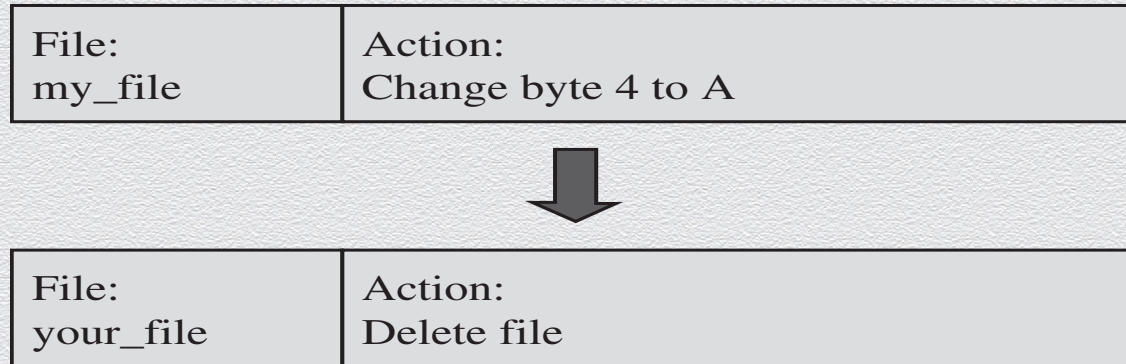 File:
my_file
Action:
Change byte 4 to A
File:
your_file
Action:
Delete file